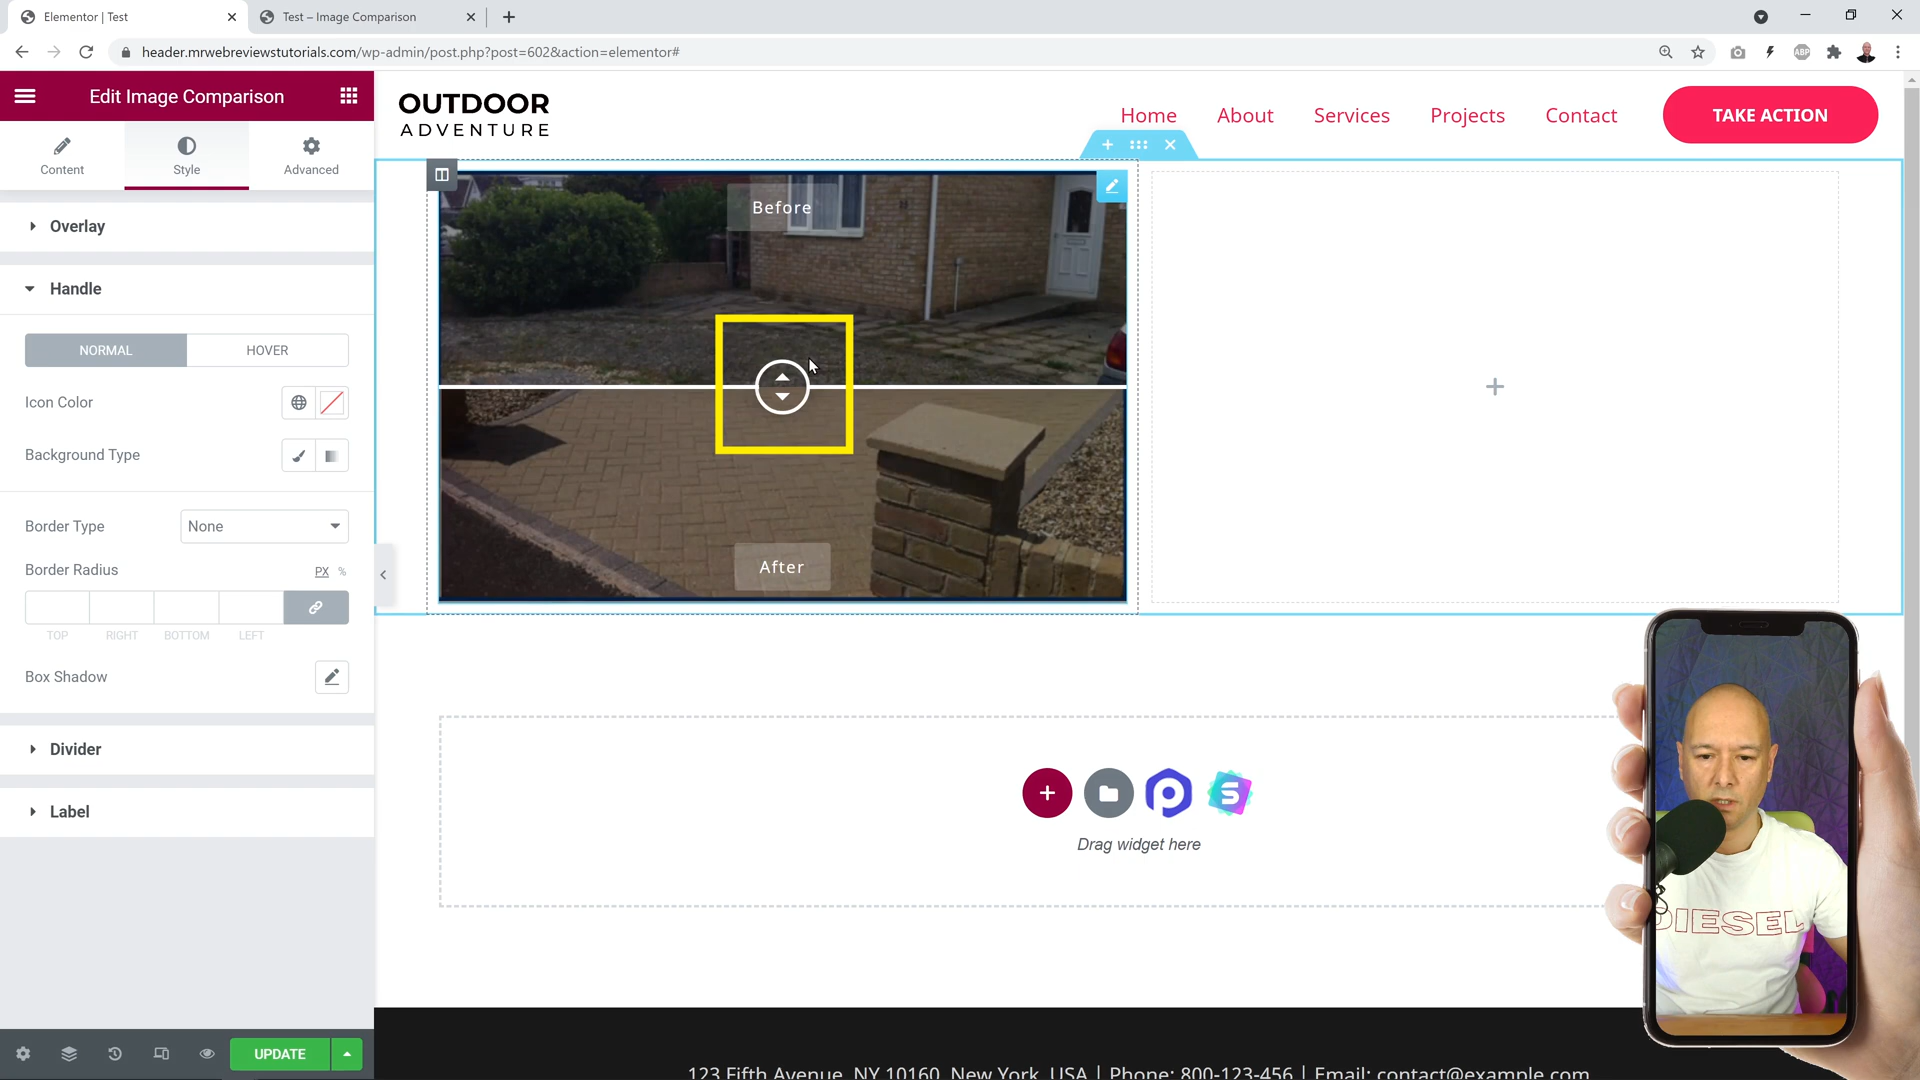 Elementor | Test
Test – Image Comparison
header.mrwebreviewstutorials.com/wp-admin/post.php?post=602&action=elementor#
ABP
Edit Image Comparison
OUTDOOR
ADVENTURE
Home
About
Services
Projects
Contact
TAKE ACTION
Content
Style
Advanced
Before
Overlay
Handle
NORMAL
HOVER
Icon Color
Background Type
Border Type
None
Border Radius
PX
%
TOP
RIGHT
BOTTOM
LEFT
After
Box Shadow
Divider
Label
Drag widget here
DIESEL
UPDATE
123 Fifth Avenue, NY 10160, New York, USA | Phone: 800-123-456 | Email: contact@example.com